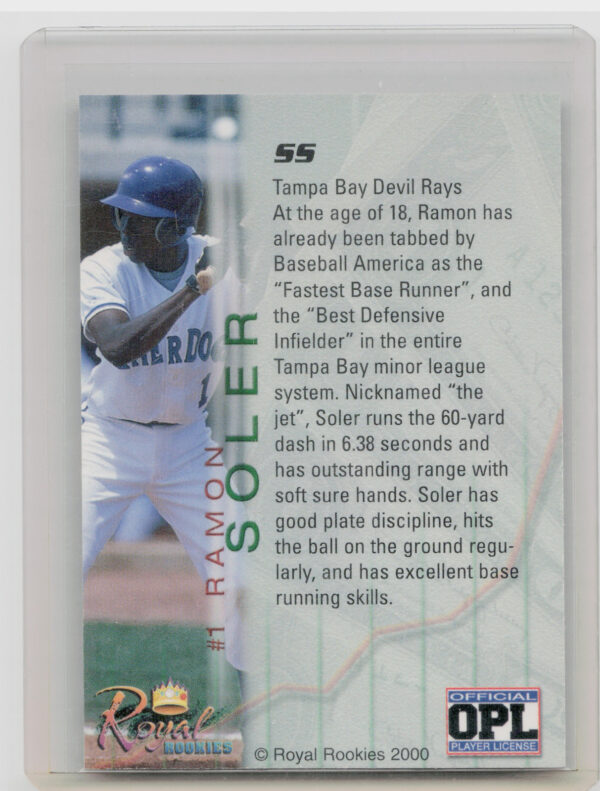 SS
Tampa Bay Devil Rays
At the age of 18, Ramon has
already been tabbed by
Baseball America as the
“Fastest Base Runner”, and
the “Best Defensive
Infielder” in the entire
Tampa Bay minor league
system. Nicknamed “the
jet”, Soler runs the 60-yard
dash in 6.38 seconds and
has outstanding range with
soft sure hands. Soler has
good plate discipline, hits
the ball on the ground regu-
larly, and has excellent base
running skills.
#1 RAMON
SOLER
1
Royal
ROOKIES
© Royal Rookies 2000
OFFICIAL
OPL
PLAYER LICENSE